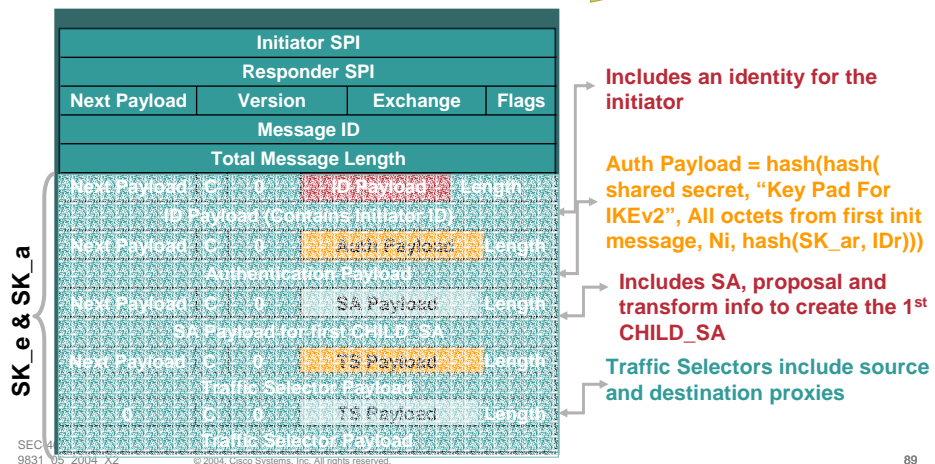 Initiator SPI
Responder SPI
Next Payload Version Exchange Flags
Message ID
Total Message Length
Next Payload C 0 ID Payload Length
ID Payload (Contains Initiator ID)
Next Payload C 0 Auth Payload Length
Authentication Payload
Next Payload C 0 SA Payload Length
SA Payload for first CHILD_SA
Next Payload C 0 TS Payload Length
Traffic Selector Payload
0 C 0 TS Payload Length
Traffic Selector Payload
SK_e & SK_a
Includes an identity for the
initiator
Auth Payload = hash(hash(
shared secret, “Key Pad For
IKEv2”, All octets from first init
message, Ni, hash(SK_ar, IDr)))
Includes SA, proposal and
transform info to create the 1st
CHILD_SA
Traffic Selectors include source
and destination proxies
9831_05_2004_X2
© 2004, Cisco Systems, Inc. All rights reserved.
89